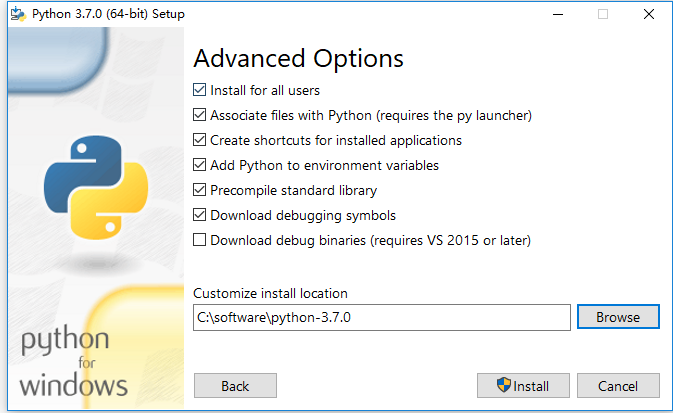 Python 3.7.0 (64-bit) Setup
Advanced Options
Install for all users
Associate files with Python (requires the py launcher)
Create shortcuts for installed applications
Add Python to environment variables
Precompile standard library
Download debugging symbols
Download debug binaries (requires VS 2015 or later)
Customize install location
C:\software\python-3.7.0
Browse
python
for
windows
Back
Install
Cancel